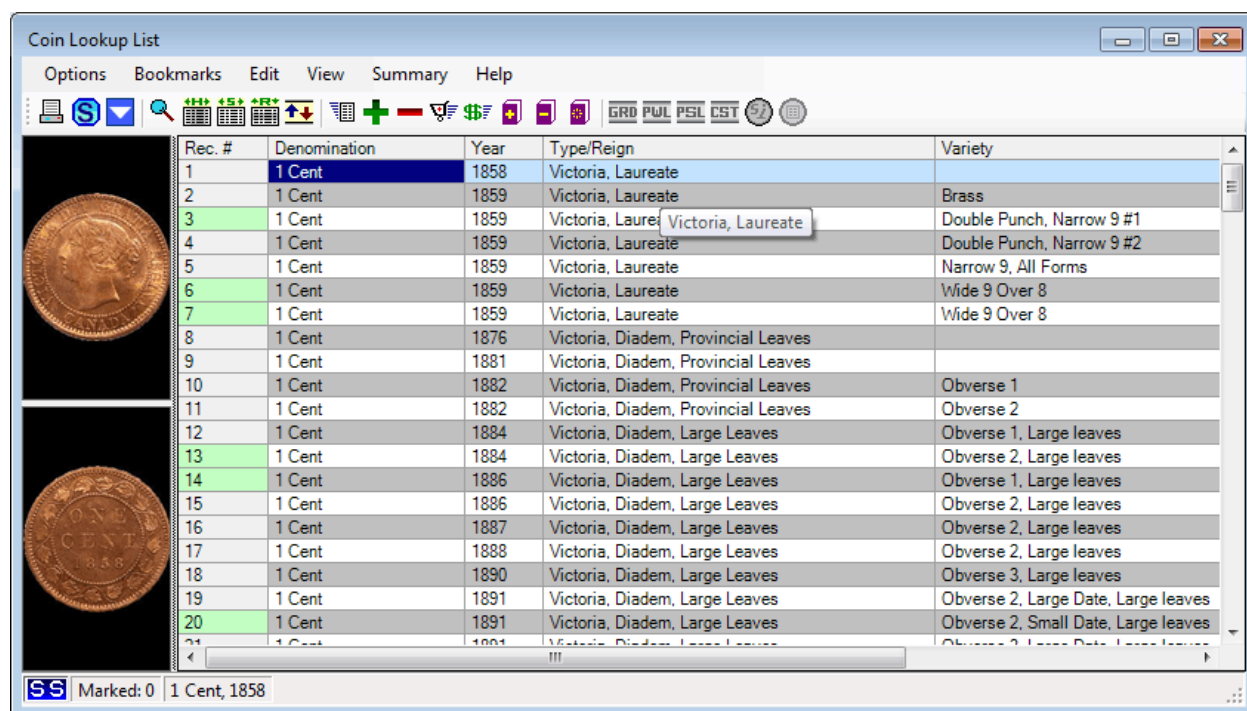 Coin Lookup List
Options Bookmarks Edit View Summary Help
S +H+ +S+ +R+ GRD PWL PSL CST
Rec. # Denomination Year Type/Reign Variety
1 1 Cent 1858 Victoria, Laureate
2 1 Cent 1859 Victoria, Laureate Brass
3 1 Cent 1859 Victoria, Laurea Victoria, Laureate Double Punch, Narrow 9 #1
4 1 Cent 1859 Victoria, Laureate Double Punch, Narrow 9 #2
5 1 Cent 1859 Victoria, Laureate Narrow 9, All Forms
6 1 Cent 1859 Victoria, Laureate Wide 9 Over 8
7 1 Cent 1859 Victoria, Laureate Wide 9 Over 8
8 1 Cent 1876 Victoria, Diadem, Provincial Leaves
9 1 Cent 1881 Victoria, Diadem, Provincial Leaves
10 1 Cent 1882 Victoria, Diadem, Provincial Leaves Obverse 1
11 1 Cent 1882 Victoria, Diadem, Provincial Leaves Obverse 2
12 1 Cent 1884 Victoria, Diadem, Large Leaves Obverse 1, Large leaves
13 1 Cent 1884 Victoria, Diadem, Large Leaves Obverse 2, Large leaves
14 1 Cent 1886 Victoria, Diadem, Large Leaves Obverse 1, Large leaves
15 1 Cent 1886 Victoria, Diadem, Large Leaves Obverse 2, Large leaves
16 1 Cent 1887 Victoria, Diadem, Large Leaves Obverse 2, Large leaves
17 1 Cent 1888 Victoria, Diadem, Large Leaves Obverse 2, Large leaves
18 1 Cent 1890 Victoria, Diadem, Large Leaves Obverse 3, Large leaves
19 1 Cent 1891 Victoria, Diadem, Large Leaves Obverse 2, Large Date, Large leaves
20 1 Cent 1891 Victoria, Diadem, Large Leaves Obverse 2, Small Date, Large leaves
CANADA
ONE
CENT
1858
SS Marked: 0 1 Cent, 1858